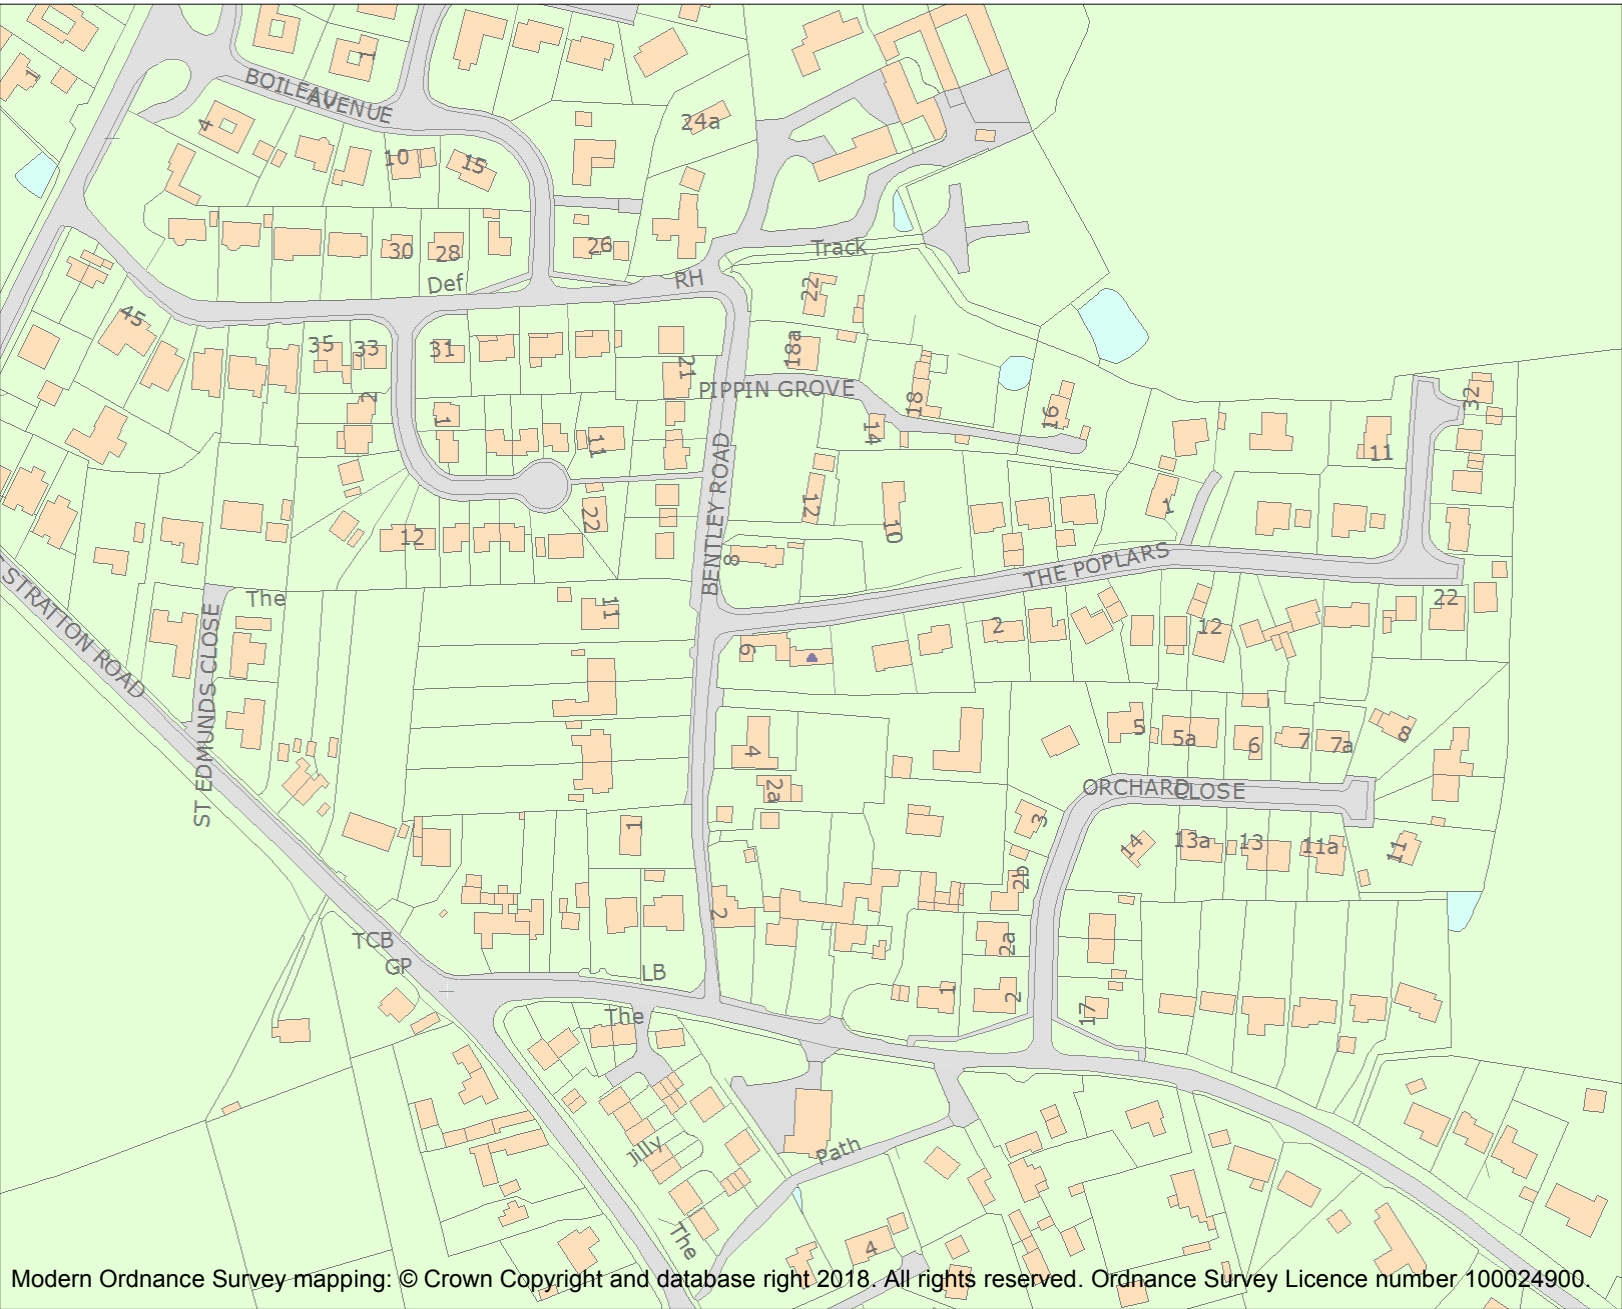 1
BOILEAU
AVENUE
1
4
10
15
24a
30
28
26
Def
RH
Track
22
45
35
33
31
21
18a
PIPPIN GROVE
2
1
11
18
14
16
32
11
BENTLEY ROAD
12
22
12
10
1
8
THE POPLARS
STRATTON ROAD
ST EDMUNDS CLOSE
The
11
6
2
12
22
4
2a
5
5a
6
7
7a
8
ORCHARD
CLOSE
1
3
14
13a
13
11a
11
2b
2
TCB
GP
LB
2a
1
2
17
The
Jilly
Path
The
4
Modern Ordnance Survey mapping: © Crown Copyright and database right 2018. All rights reserved. Ordnance Survey Licence number 100024900.